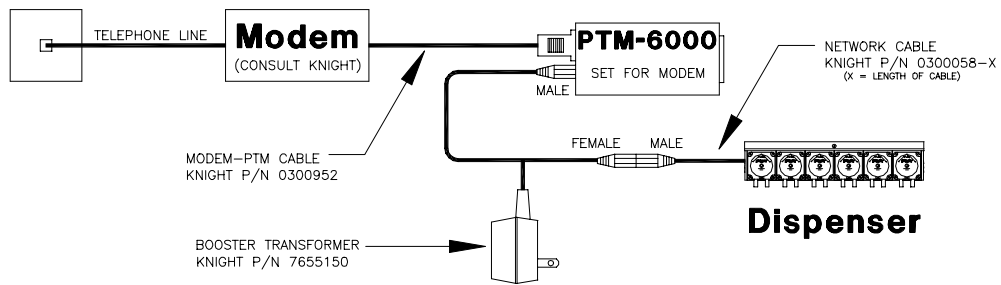 TELEPHONE LINE
Modem
(CONSULT KNIGHT)
PTM-6000
SET FOR MODEM
MALE
NETWORK CABLE
KNIGHT P/N 0300058-X
(X = LENGTH OF CABLE)
MODEM-PTM CABLE
KNIGHT P/N 0300952
FEMALE
MALE
Dispenser
BOOSTER TRANSFORMER
KNIGHT P/N 7655150